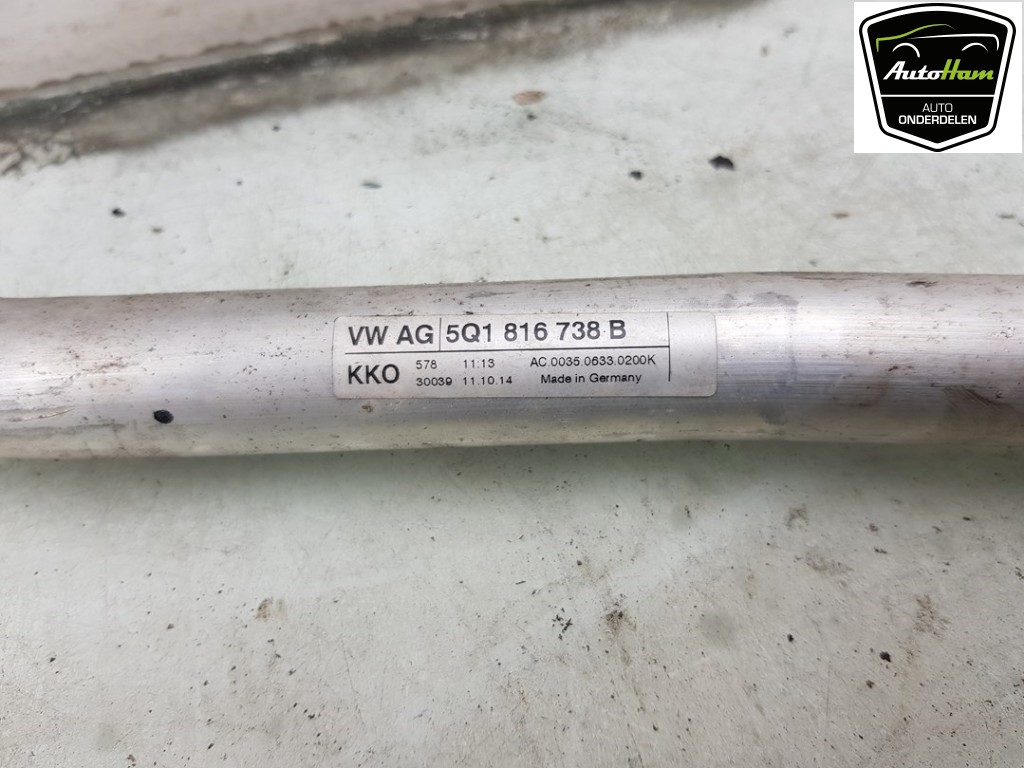 AutoHam
AUTO
ONDERDELEN
VW AG 5Q1 816 738 B
KKO 578 11:13 AC.0035.0633.0200K
30039 11.10.14 Made in Germany